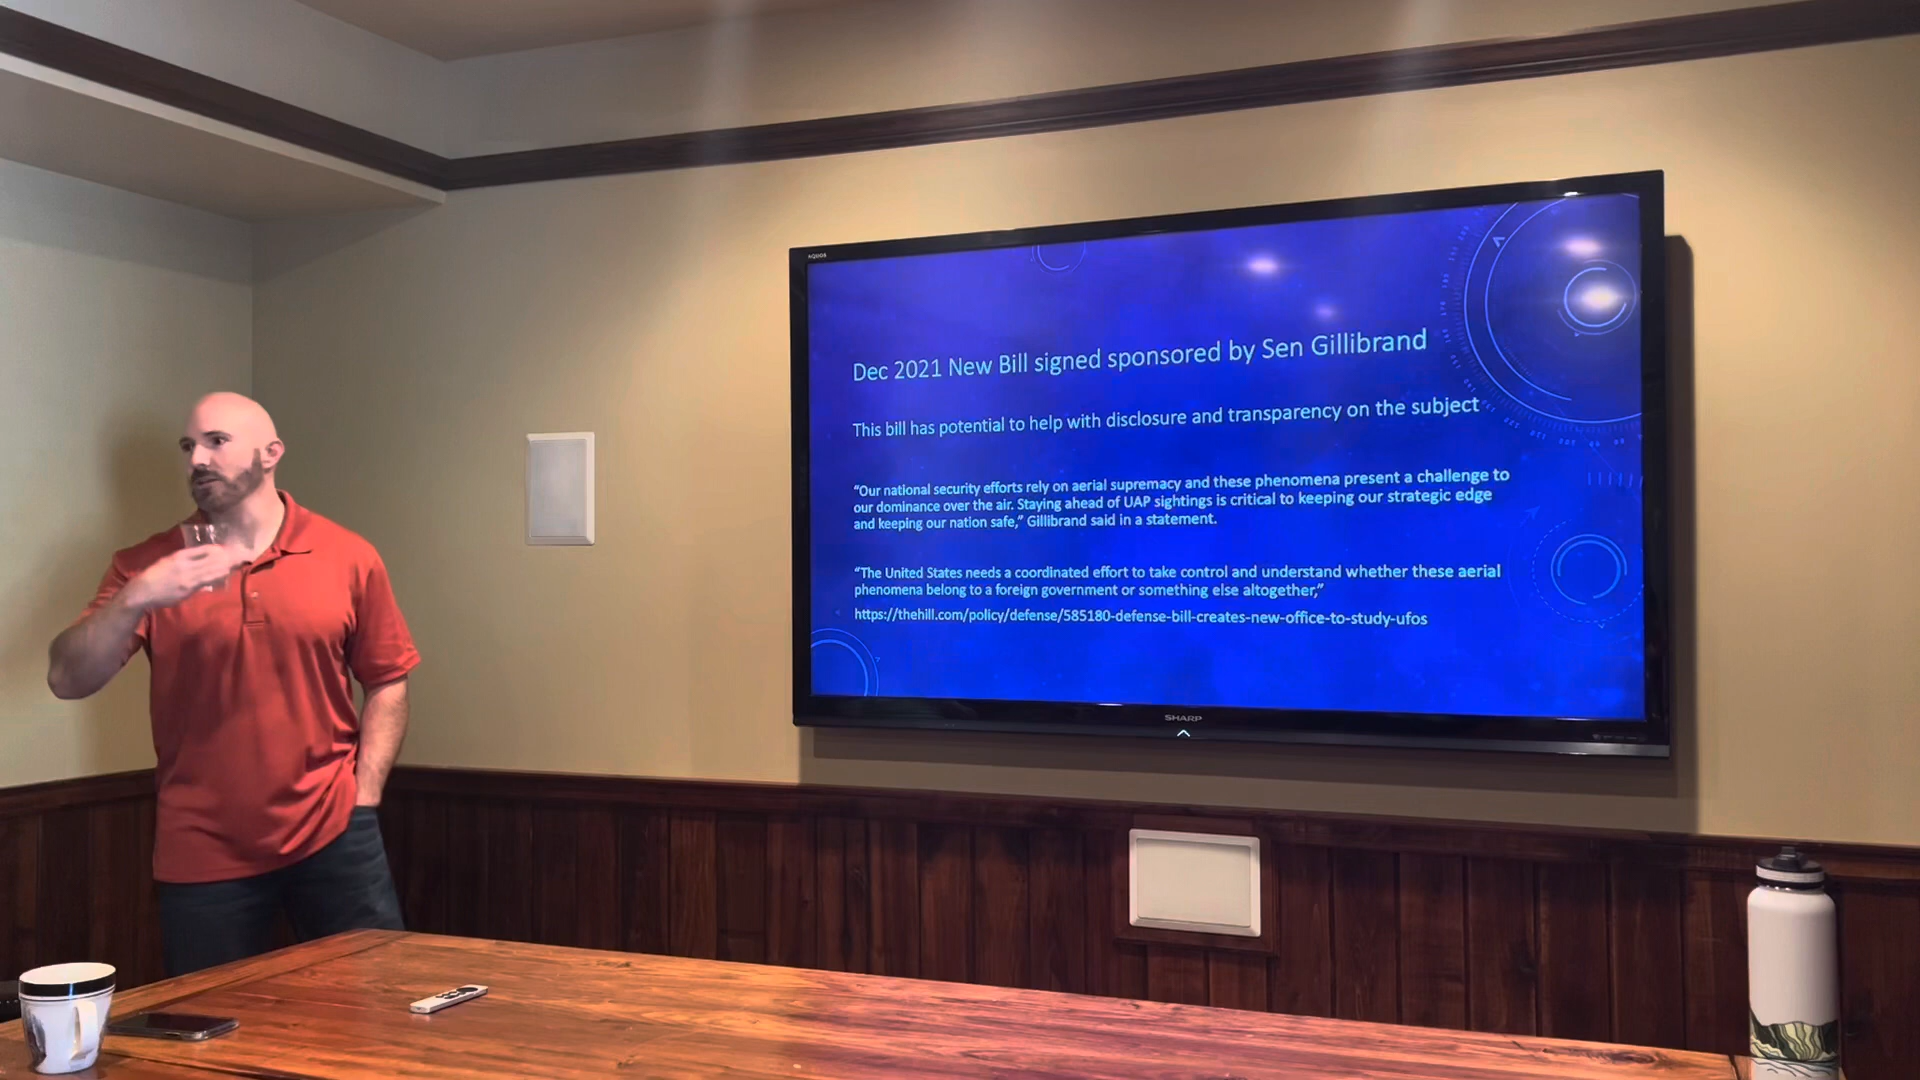 AQUOS
Dec 2021 New Bill signed sponsored by Sen Gillibrand
This bill has potential to help with disclosure and transparency on the subject
“Our national security efforts rely on aerial supremacy and these phenomena present a challenge to
our dominance over the air. Staying ahead of UAP sightings is critical to keeping our strategic edge
and keeping our nation safe,” Gillibrand said in a statement.
“The United States needs a coordinated effort to take control and understand whether these aerial
phenomena belong to a foreign government or something else altogether,”
https://thehill.com/policy/defense/585180-defense-bill-creates-new-office-to-study-ufos
SHARP